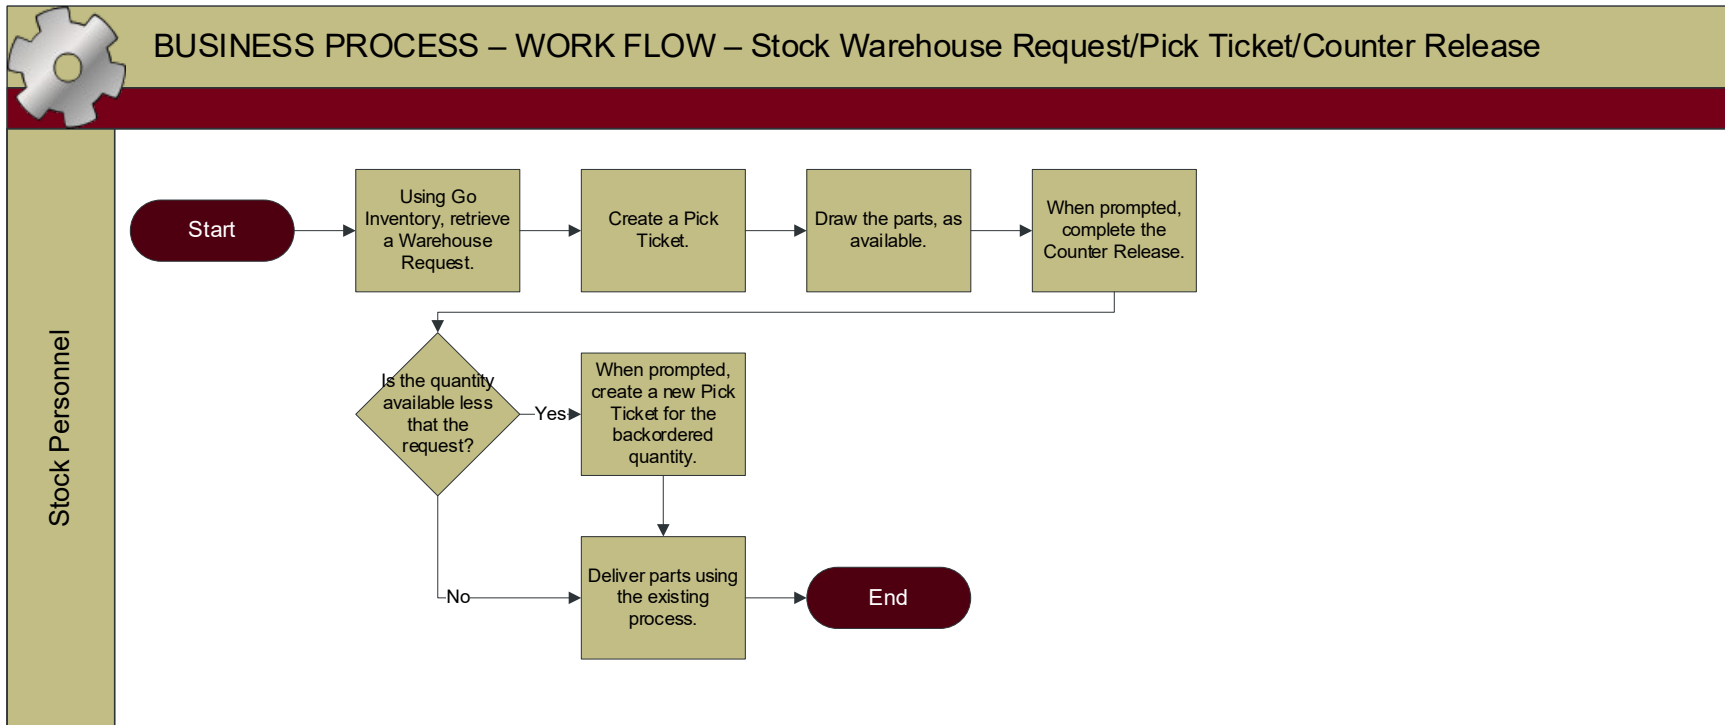 BUSINESS PROCESS – WORK FLOW – Stock Warehouse Request/Pick Ticket/Counter Release
Stock Personnel
Start
Using Go
Inventory, retrieve
a Warehouse
Request.
Create a Pick
Ticket.
Draw the parts, as
available.
When prompted,
complete the
Counter Release.
Is the quantity
available less
that the
request?
Yes
When prompted,
create a new Pick
Ticket for the
backordered
quantity.
No
Deliver parts using
the existing
process.
End